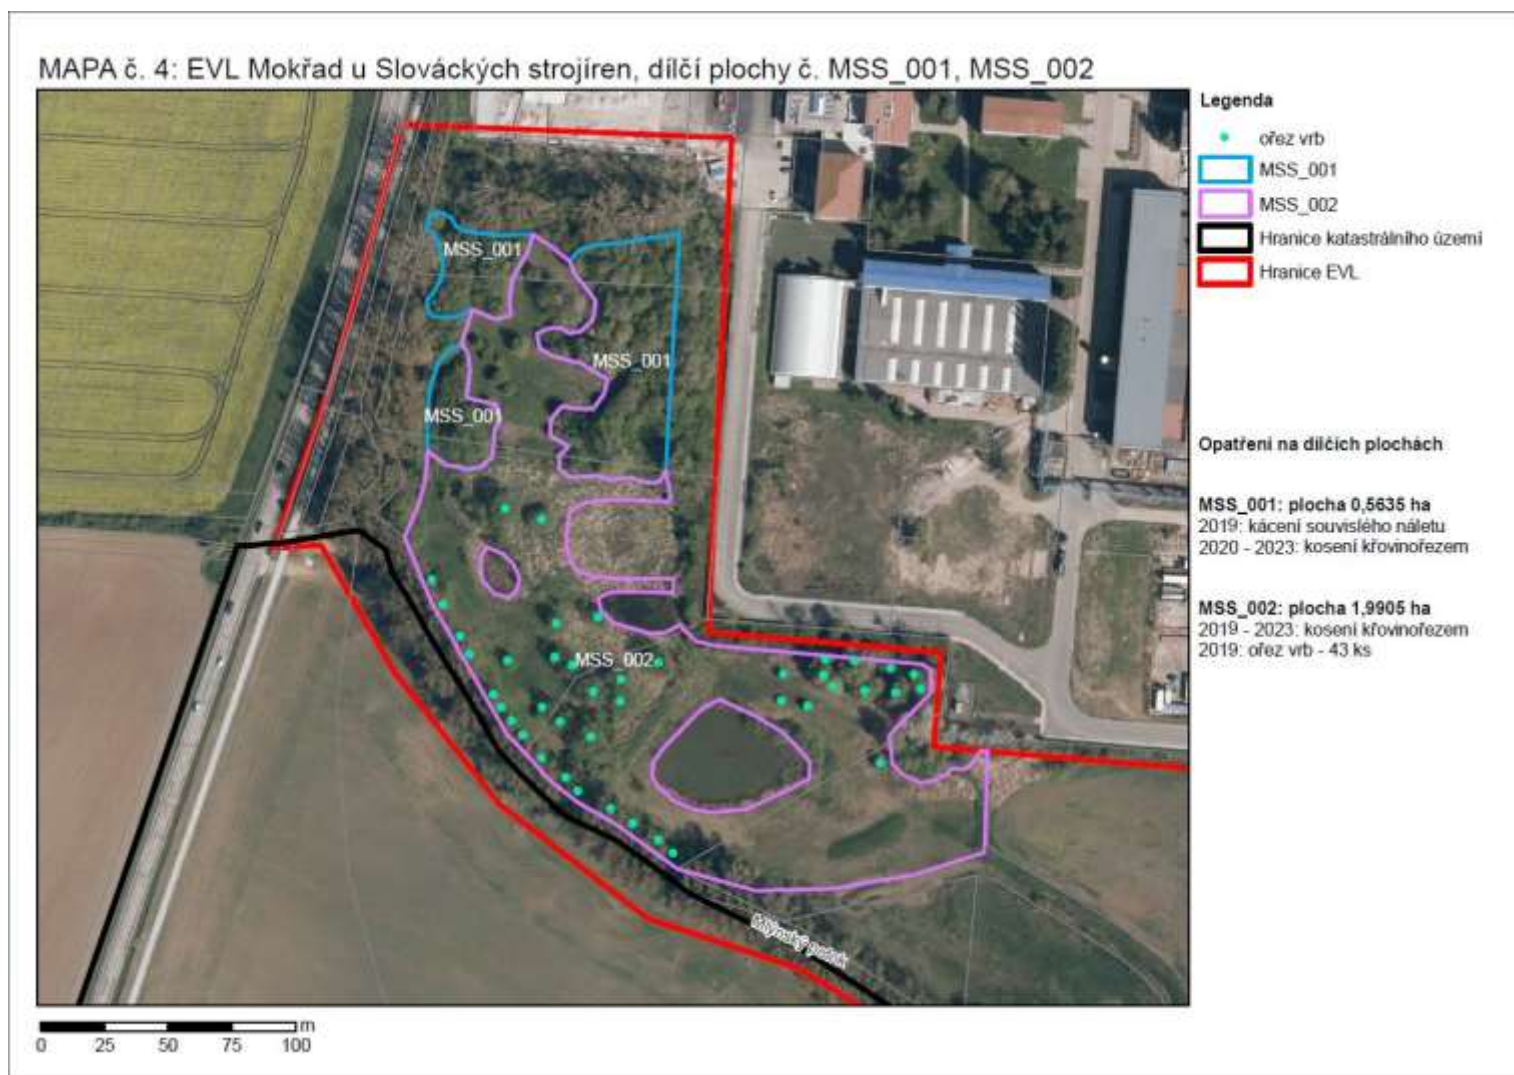 MAPA č. 4: EVL Mokřad u Slováckých strojíren, dílčí plochy č. MSS_001, MSS_002
Legenda
ořez vrb
MSS_001
MSS_002
Hranice katastrálního území
Hranice EVL
MSS_001
MSS_001
MSS_001
MSS_002
Mlýnský potok
Opatření na dílčích plochách
MSS_001: plocha 0,5635 ha
2019: kácení souvislého náletu
2020 - 2023: kosení křovinořezem
MSS_002: plocha 1,9905 ha
2019 - 2023: kosení křovinořezem
2019: ořez vrb - 43 ks
m
0 25 50 75 100